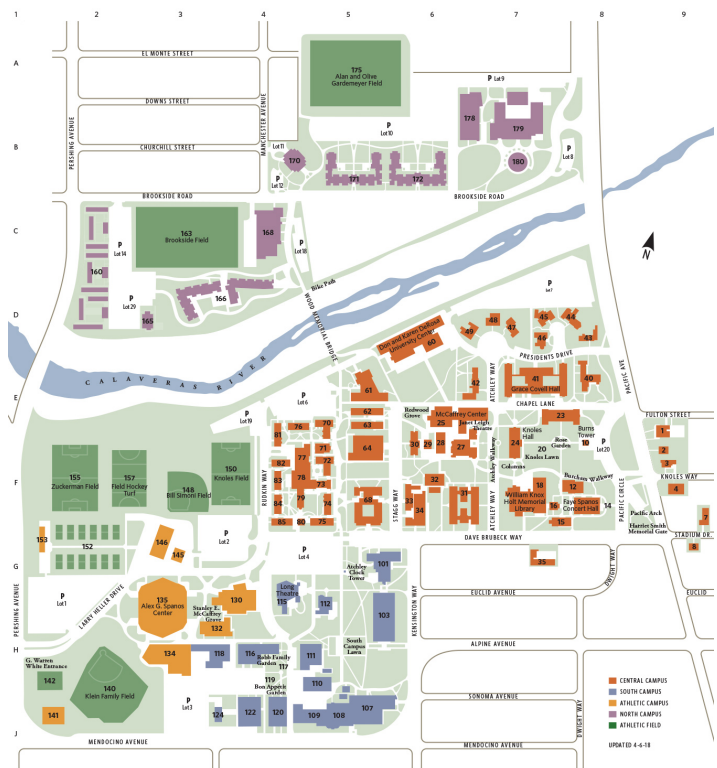 1 2 3 4 5 6 7 8 9
A
EL MONTE STREET
175
Alan and Olive
Gardemeyer Field
P Lot 9
DOWNS STREET
MANCHESTER AVENUE
PERSHING AVENUE
178
179
P
Lot 10
B
CHURCHILL STREET
Lot 11
P
170
P
Lot 8
180
P
Lot 12
171
172
BROOKSIDE ROAD
BROOKSIDE ROAD
C
163
Brookside Field
168
P
Lot 14
P
Lot 18
160
N
Bike Path
P
Lot 7
166
P
Lot 29
165
WOOD MEMORIAL BRIDGE
D
Don and Karen DeRosa
University Center
60
49
48
47
45
44
46
43
PRESIDENTS DRIVE
CALAVERAS RIVER
PACIFIC AVE
61
42
ATCHLEY WAY
41
Grace Covell Hall
40
E
CHAPEL LANE
P
Lot 6
62
Redwood
Grove
McCaffrey Center
25
Janet Leigh
Theatre
23
FULTON STREET
P
Lot 19
76
70
63
81
64
30
29
28
27
Knoles
Hall
24
Burns
Tower
10
P
Lot 20
1
Rose
Garden
20
Knoles Lawn
2
71
77
72
82
Columns
3
Atchley Walkway
155
Zuckerman Field
157
Field Hockey
Turf
150
Knoles Field
148
Bill Simoni Field
REDKIN WAY
83
78
73
32
Burcham Walkway
KNOLES WAY
F
18
12
4
84
79
74
68
STAGG WAY
33
34
31
ATCHLEY WAY
William Knox
Holt Memorial
Library
16
Faye Spanos
Concert Hall
14
PACIFIC CIRCLE
Pacific Arch
Harriet Smith
Memorial Gate
7
85
80
75
15
153
DAVE BRUBECK WAY
STADIUM DR.
152
146
145
P
Lot 2
P
Lot 4
8
G
Atchley
Clock
Tower
101
35
DWIGHT WAY
EUCLID AVENUE
EUCLID
PERSHING AVENUE
P
Lot 1
LARRY HELLER DRIVE
135
Alex G. Spanos
Center
130
Long
Theatre
115
112
103
KENSINGTON WAY
Stanley E.
McCaffrey
Grove
132
H
ALPINE AVENUE
134
118
116
Robb Family
Garden
117
111
South
Campus
Lawn
G. Warren
White Entrance
142
140
Klein Family Field
119
Bon Appétit
Garden
110
CENTRAL CAMPUS
SOUTH CAMPUS
ATHLETIC CAMPUS
NORTH CAMPUS
ATHLETIC FIELD
SONOMA AVENUE
P
Lot 3
107
141
124
122
120
109
108
DWIGHT WAY
J
MENDOCINO AVENUE
MENDOCINO AVENUE
UPDATED 4-6-18